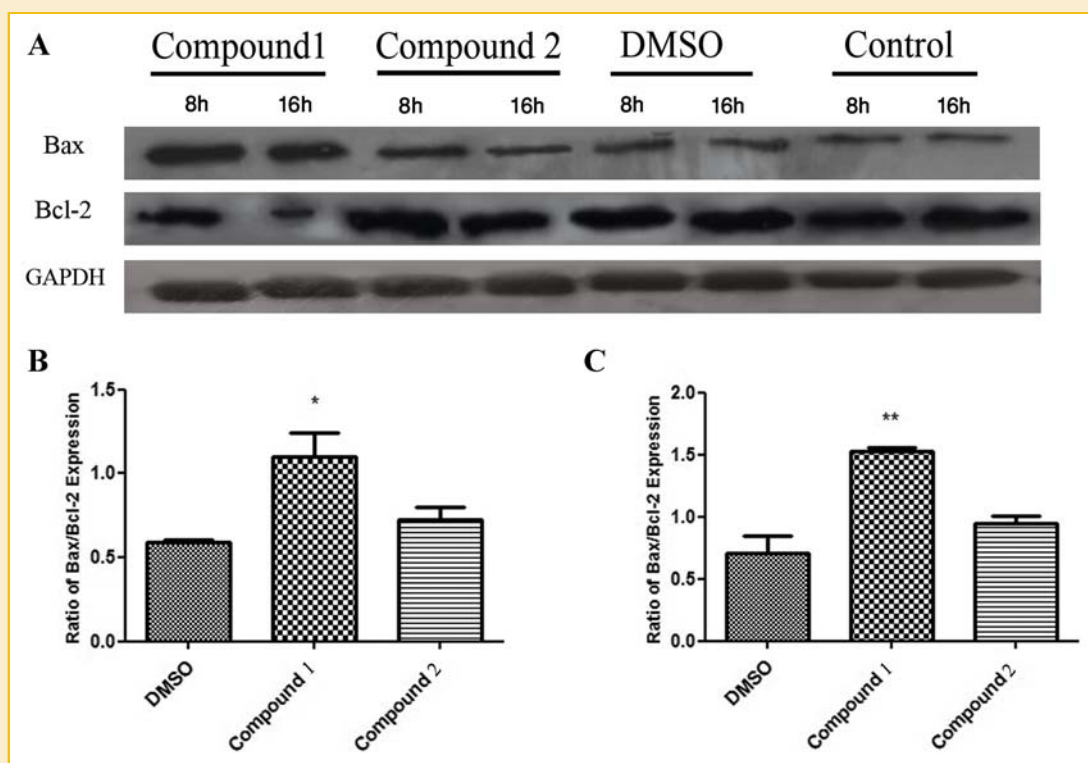 A
Compound1 Compound 2 DMSO Control
8h 16h 8h 16h 8h 16h 8h 16h
Bax
Bcl-2
GAPDH
B
Ratio of Bax/Bcl-2 Expression
1.5
1.0
0.5
0.0
*
DMSO
Compound 1
Compound 2
C
Ratio of Bax/Bcl-2 Expression
2.0
1.5
1.0
0.5
0.0
**
DMSO
Compound 1
Compound 2